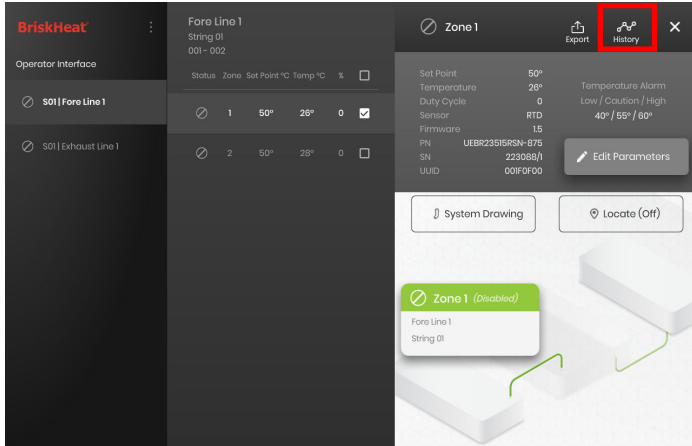 BriskHeat
Operator Interface
S01 | Fore Line 1
S01 | Exhaust Line 1
Fore Line 1
String 01
001 - 002
Status Zone Set Point °C Temp °C %
1 50° 26° 0
2 50° 28° 0
Zone 1
Export
History
Set Point 50°
Temperature 26°
Duty Cycle 0
Sensor RTD
Firmware 1.5
PN UEBR23515RSN-875
SN 223088/1
UUID 001F0F00
Temperature Alarm
Low / Caution / High
40° / 55° / 60°
Edit Parameters
System Drawing
Locate (Off)
Zone 1 (Disabled)
Fore Line 1
String 01